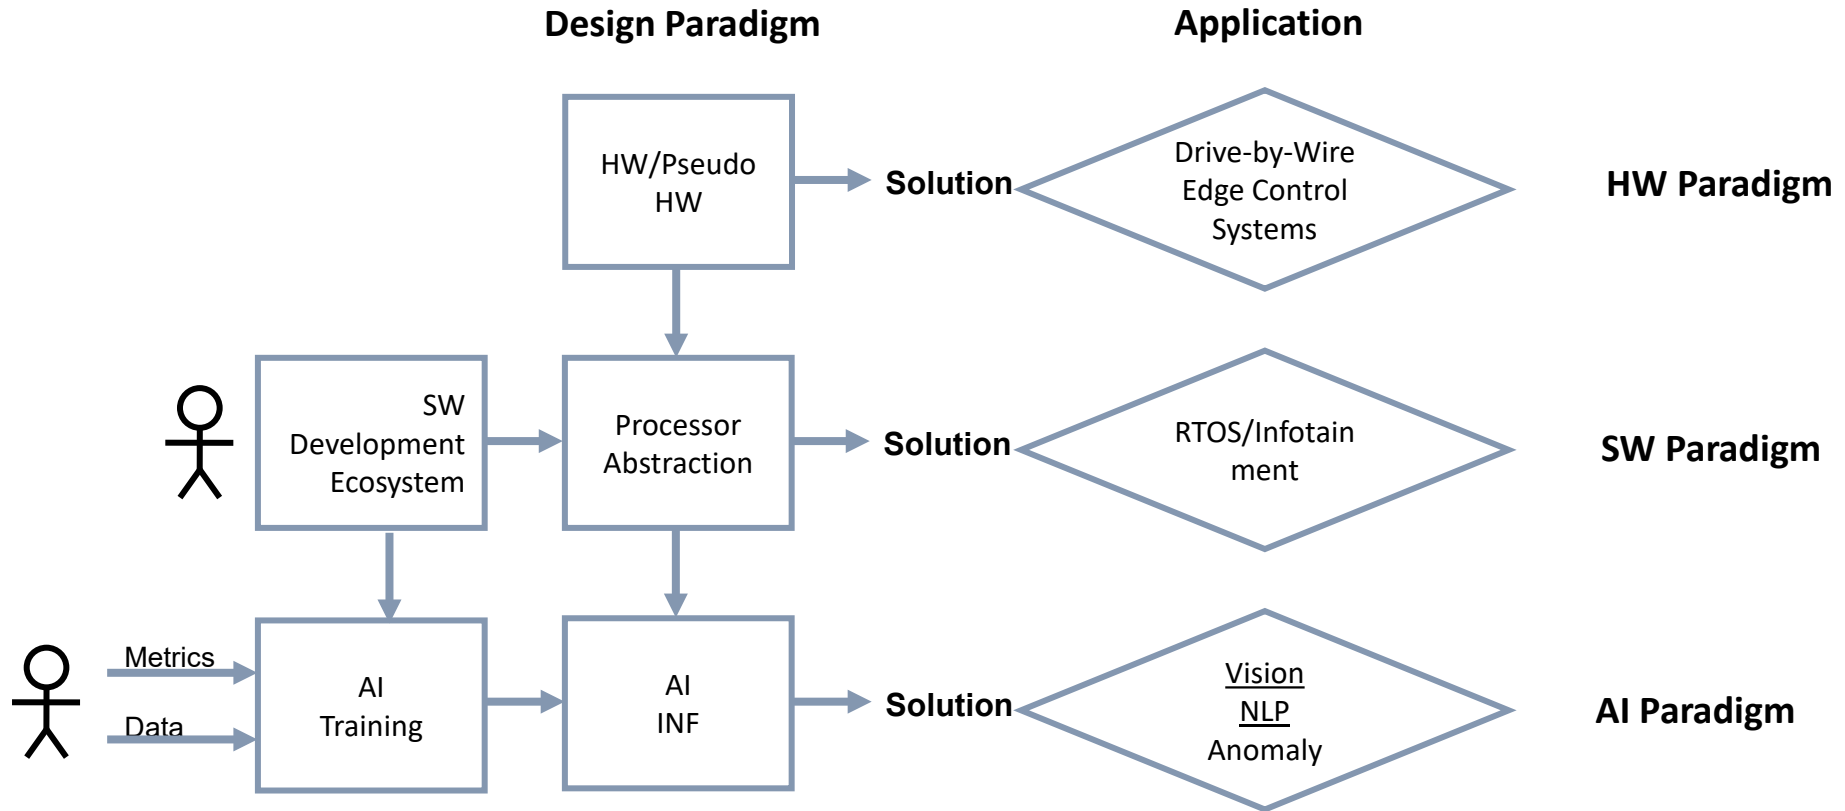 Design Paradigm
Application
HW/Pseudo
HW
Solution
Drive-by-Wire
Edge Control
Systems
HW Paradigm
SW
Development
Ecosystem
Processor
Abstraction
Solution
RTOS/Infotain
ment
SW Paradigm
Metrics
Data
AI
Training
AI
INF
Solution
Vision
NLP
Anomaly
AI Paradigm